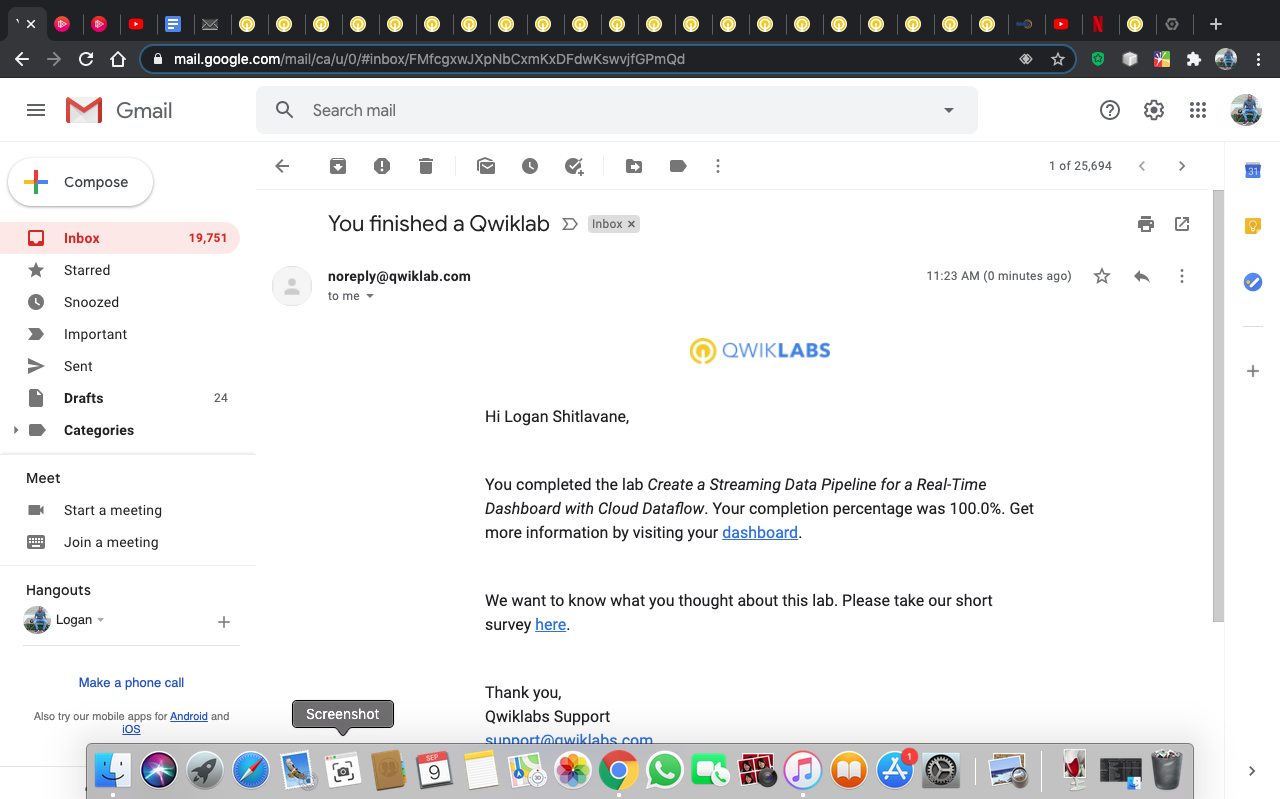 mail.google.com/mail/ca/u/0/#inbox/FMfcgxwJXpNbCxmKxDFdwKswvjfGPmQd
Gmail
Search mail
Compose
1 of 25,694
31
Inbox 19,751
Starred
Snoozed
Important
Sent
Drafts 24
Categories
Meet
Start a meeting
Join a meeting
Hangouts
Logan
Make a phone call
Also try our mobile apps for Android and
iOS
You finished a Qwiklab
Inbox ×
noreply@qwiklab.com
11:23 AM (0 minutes ago)
to me
QWIKLABS
Hi Logan Shitlavane,
You completed the lab Create a Streaming Data Pipeline for a Real-Time
Dashboard with Cloud Dataflow. Your completion percentage was 100.0%. Get
more information by visiting your dashboard.
We want to know what you thought about this lab. Please take our short
survey here.
Thank you,
Qwiklabs Support
support@qwiklabs.com
Screenshot
SEP
9
1